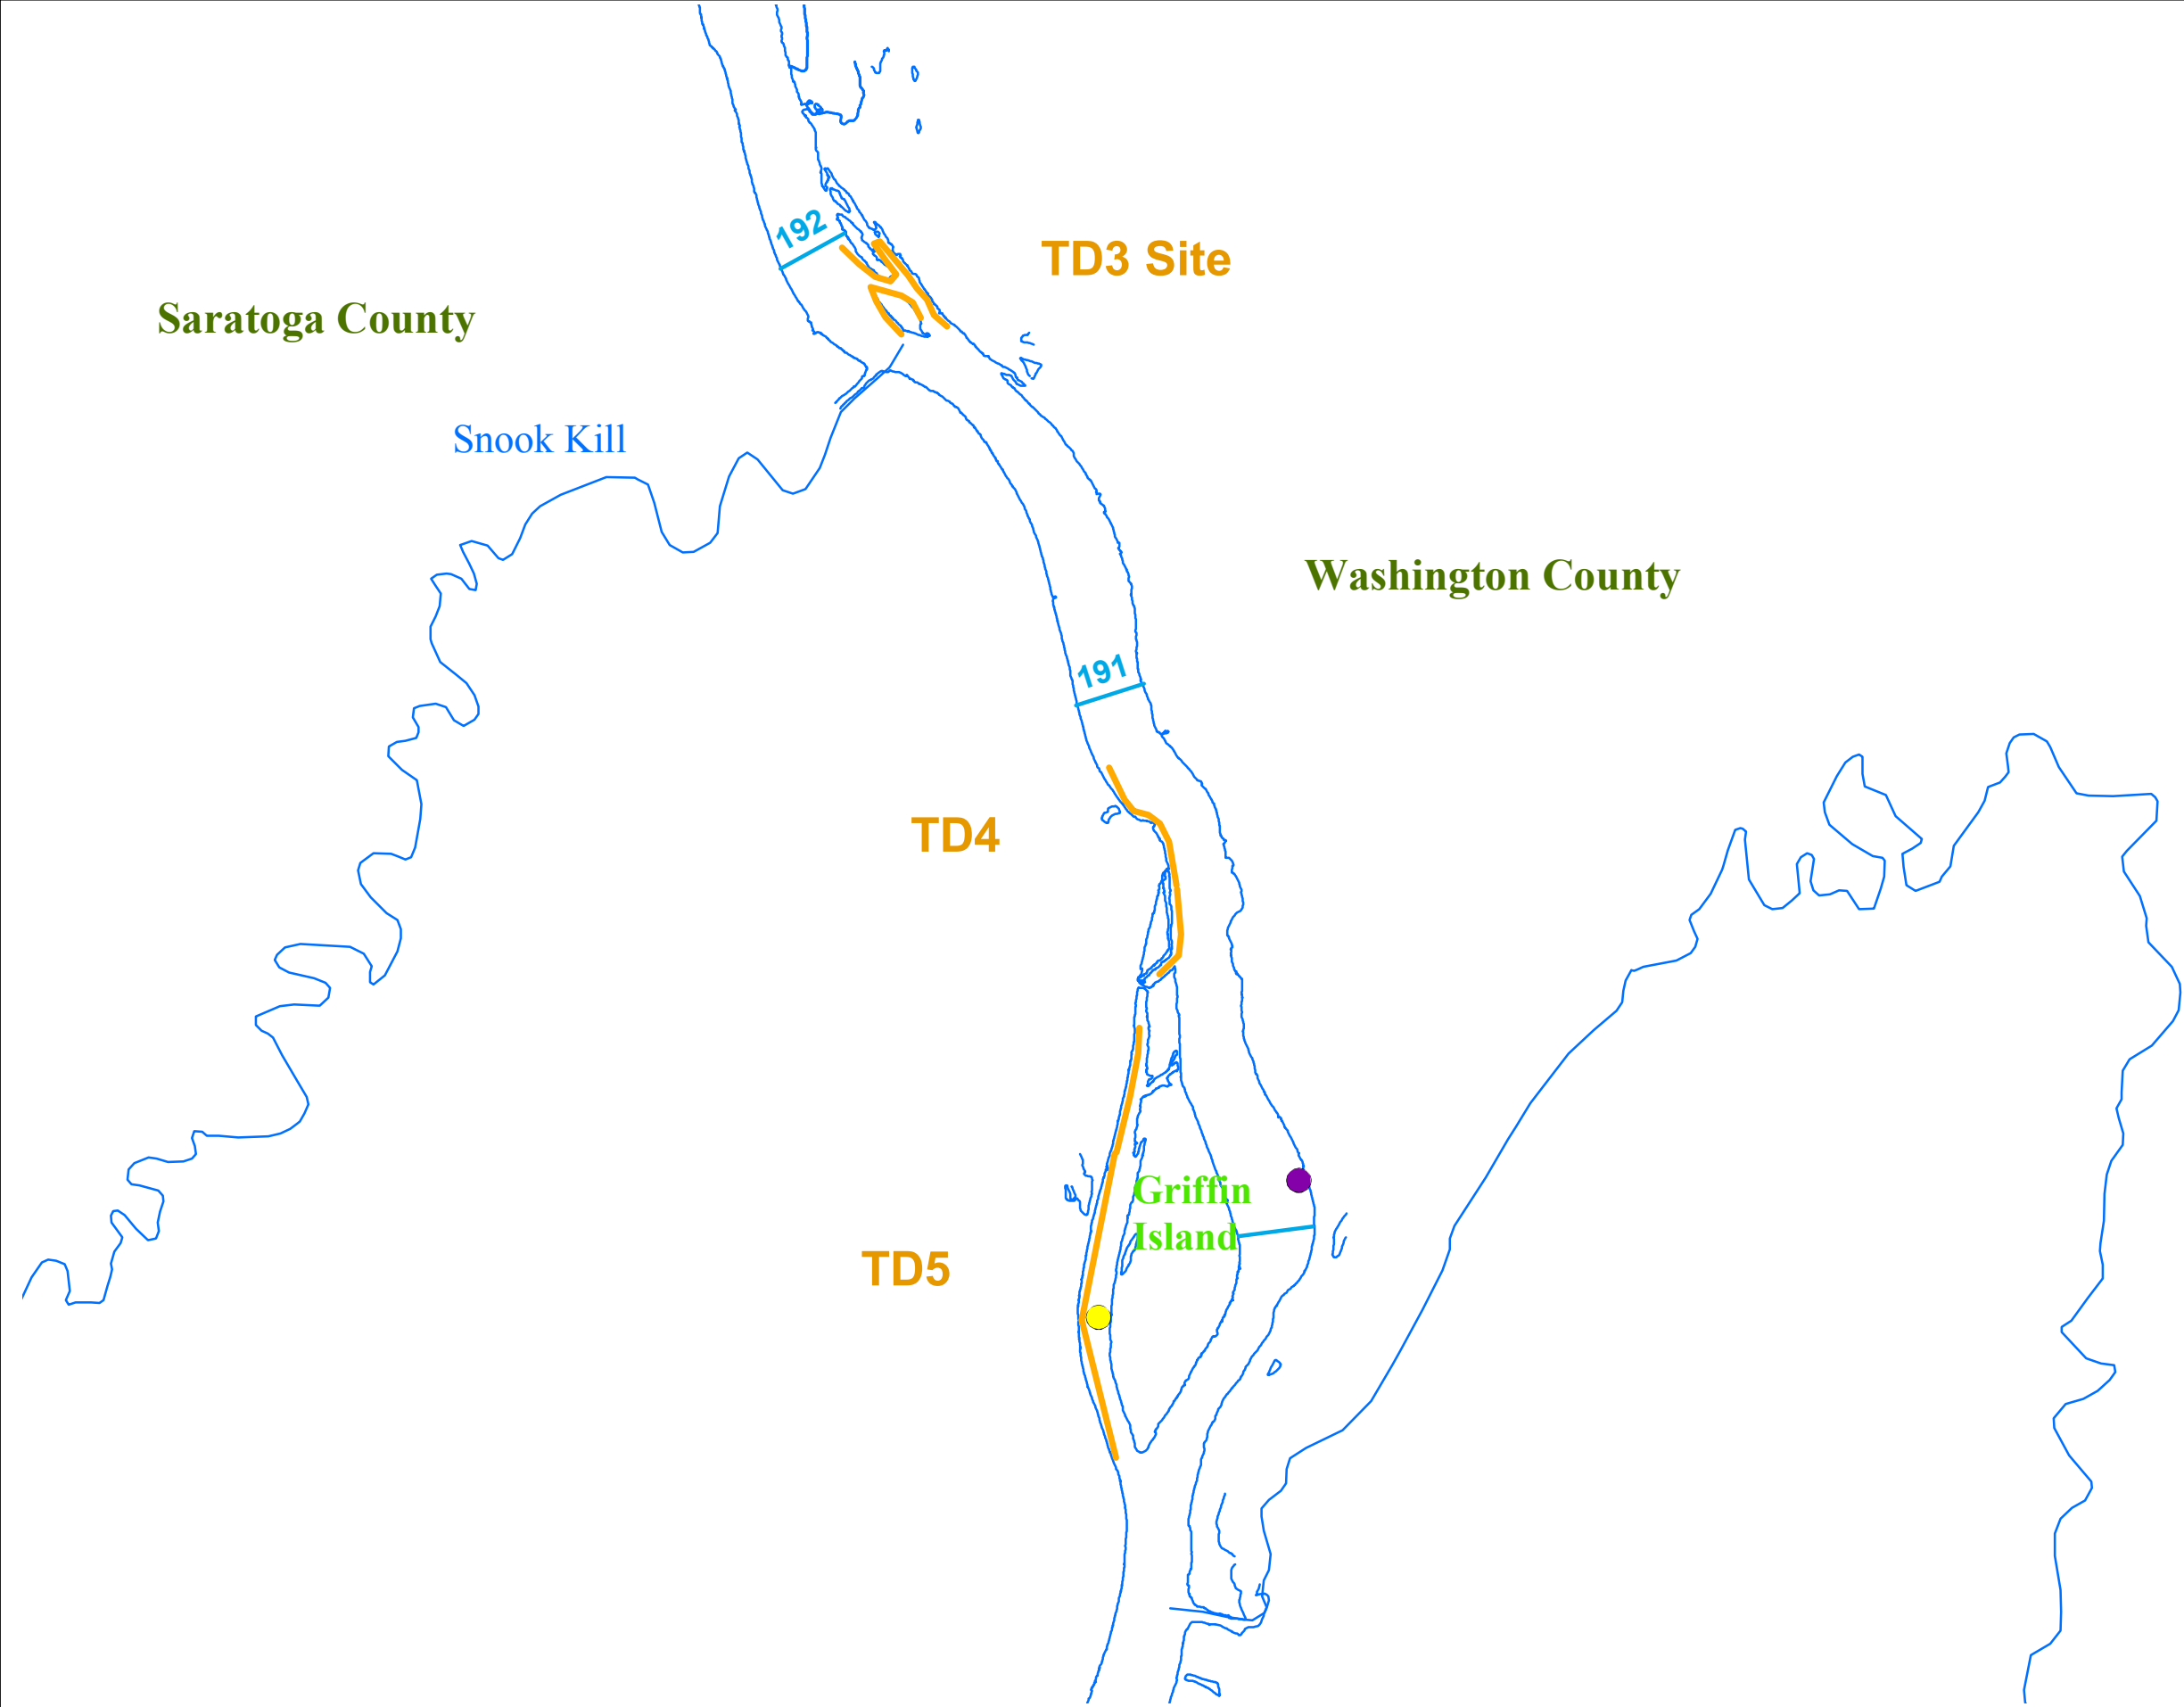 192
TD3 Site
Saratoga County
Snook Kill
Washington County
191
TD4
Griffin
Island
TD5